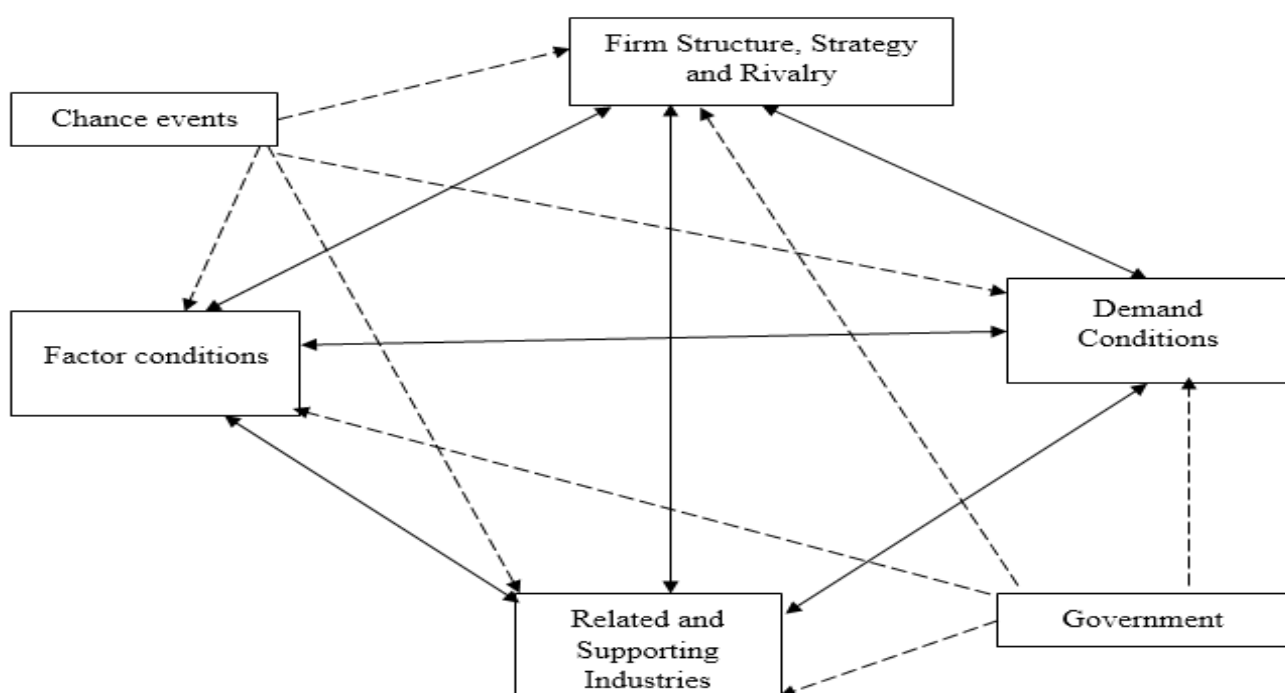 Firm Structure, Strategy
and Rivalry
Chance events
Demand
Conditions
Factor conditions
Related and
Supporting
Industries
Government